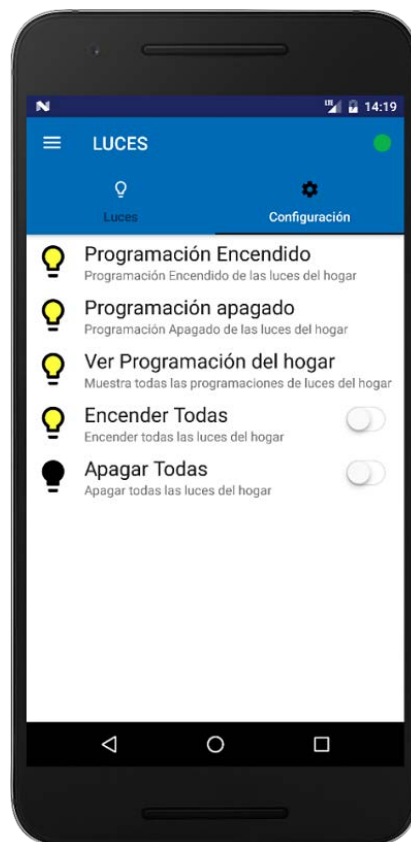 14:19
LUCES
Luces
Configuración
Programación Encendido
Programación Encendido de las luces del hogar
Programación apagado
Programación Apagado de las luces del hogar
Ver Programación del hogar
Muestra todas las programaciones de luces del hogar
Encender Todas
Encender todas las luces del hogar
Apagar Todas
Apagar todas las luces del hogar